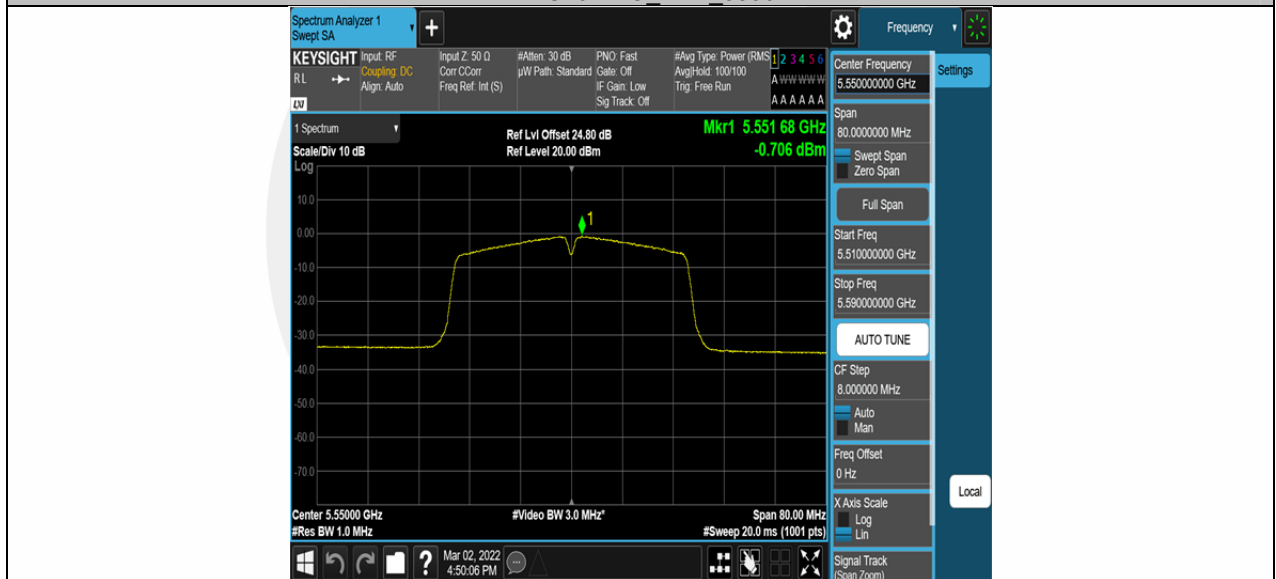 Spectrum Analyzer 1
Swept SA
+
Frequency
KEYSIGHT
RL
LXI
Input: RF
Coupling: DC
Align: Auto
Input Z: 50 Ω
Corr CCorr
Freq Ref: Int (S)
#Atten: 30 dB
µW Path: Standard
PNO: Fast
Gate: Off
IF Gain: Low
Sig Track: Off
#Avg Type: Power (RMS
Avg|Hold: 100/100
Trig: Free Run
1 2 3 4 5 6
A W W W W W
A A A A A A
1 Spectrum
Scale/Div 10 dB
Log
Ref Lvl Offset 24.80 dB
Ref Level 20.00 dBm
Mkr1 5.551 68 GHz
-0.706 dBm
10.0
0.00
-10.0
-20.0
-30.0
-40.0
-50.0
-60.0
-70.0
1
Center 5.55000 GHz
#Res BW 1.0 MHz
#Video BW 3.0 MHz*
Span 80.00 MHz
#Sweep 20.0 ms (1001 pts)
Center Frequency
5.550000000 GHz
Settings
Span
80.0000000 MHz
Swept Span
Zero Span
Full Span
Start Freq
5.510000000 GHz
Stop Freq
5.590000000 GHz
AUTO TUNE
CF Step
8.000000 MHz
Auto
Man
Freq Offset
0 Hz
X Axis Scale
Log
Lin
Local
Signal Track
(Span Zoom)
?
Mar 02, 2022
4:50:06 PM